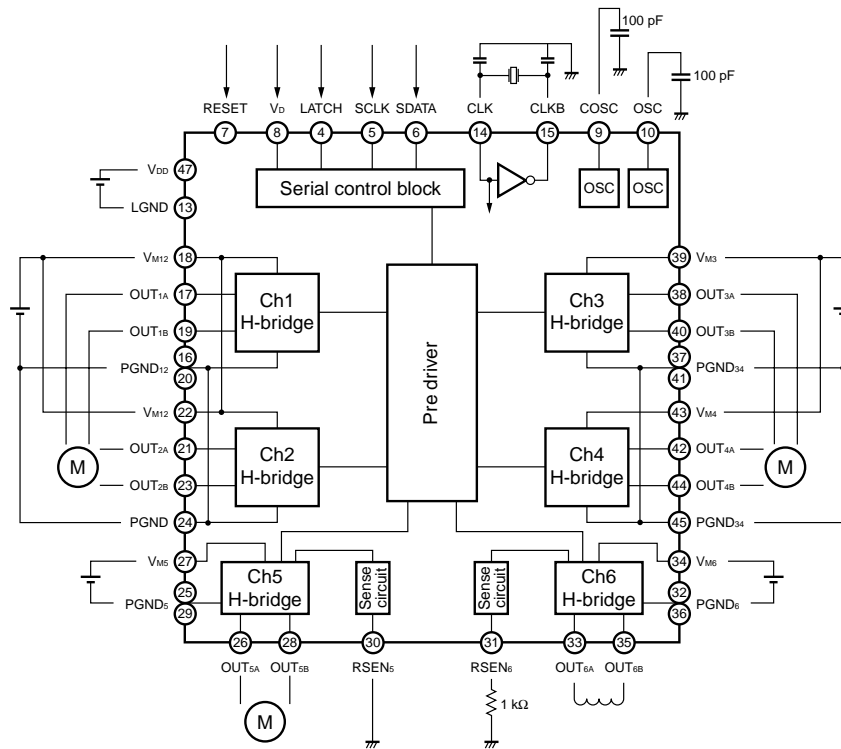 100 pF
100 pF
RESET VD LATCH SCLK SDATA CLK CLKB COSC OSC
7 8 4 5 6 14 15 9 10
VDD 47
Serial control block
OSC OSC
LGND 13
VM12 18
39 VM3
OUT1A 17
Ch1
H-bridge
Ch3
H-bridge
38 OUT3A
OUT1B 19
40 OUT3B
16
PGND12
20
37
PGND34
41
Pre driver
VM12 22
43 VM4
M
OUT2A 21
Ch2
H-bridge
Ch4
H-bridge
42 OUT4A
M
OUT2B 23
44 OUT4B
PGND 24
45 PGND34
VM5 27
34 VM6
Ch5
H-bridge
Sense
circuit
Sense
circuit
Ch6
H-bridge
25
PGND5
29
32
PGND6
36
26 28 30 31 33 35
OUT5A OUT5B RSEN5 RSEN6 OUT6A OUT6B
M
1 kΩ